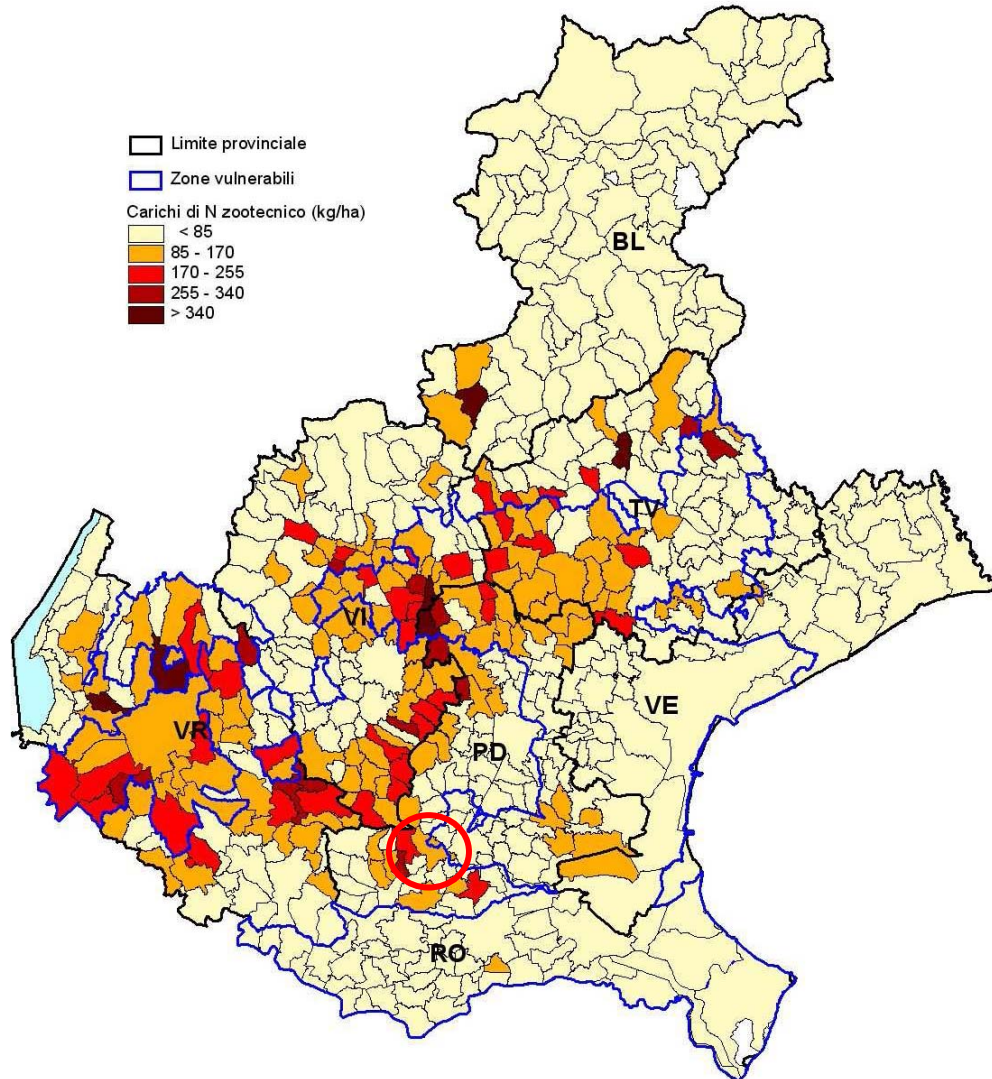 Limite provinciale
Zone vulnerabili
Carichi di N zootecnico (kg/ha)
< 85
85 - 170
170 - 255
255 - 340
> 340
BL
TV
VI
VE
VR
PD
RO